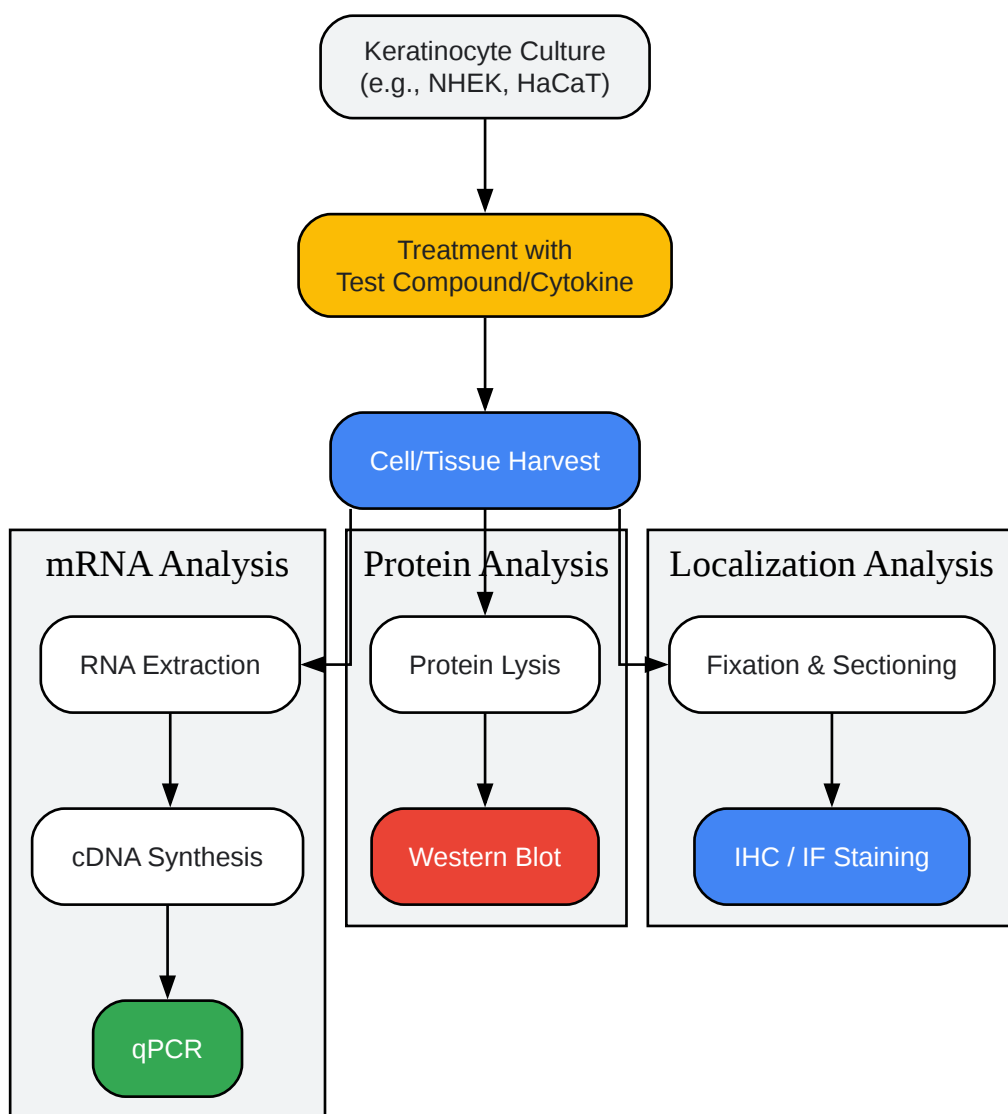 Keratinocyte Culture
(e.g., NHEK, HaCaT)
Treatment with
Test Compound/Cytokine
Cell/Tissue Harvest
mRNA Analysis
RNA Extraction
cDNA Synthesis
qPCR
Protein Analysis
Protein Lysis
Western Blot
Localization Analysis
Fixation & Sectioning
IHC / IF Staining